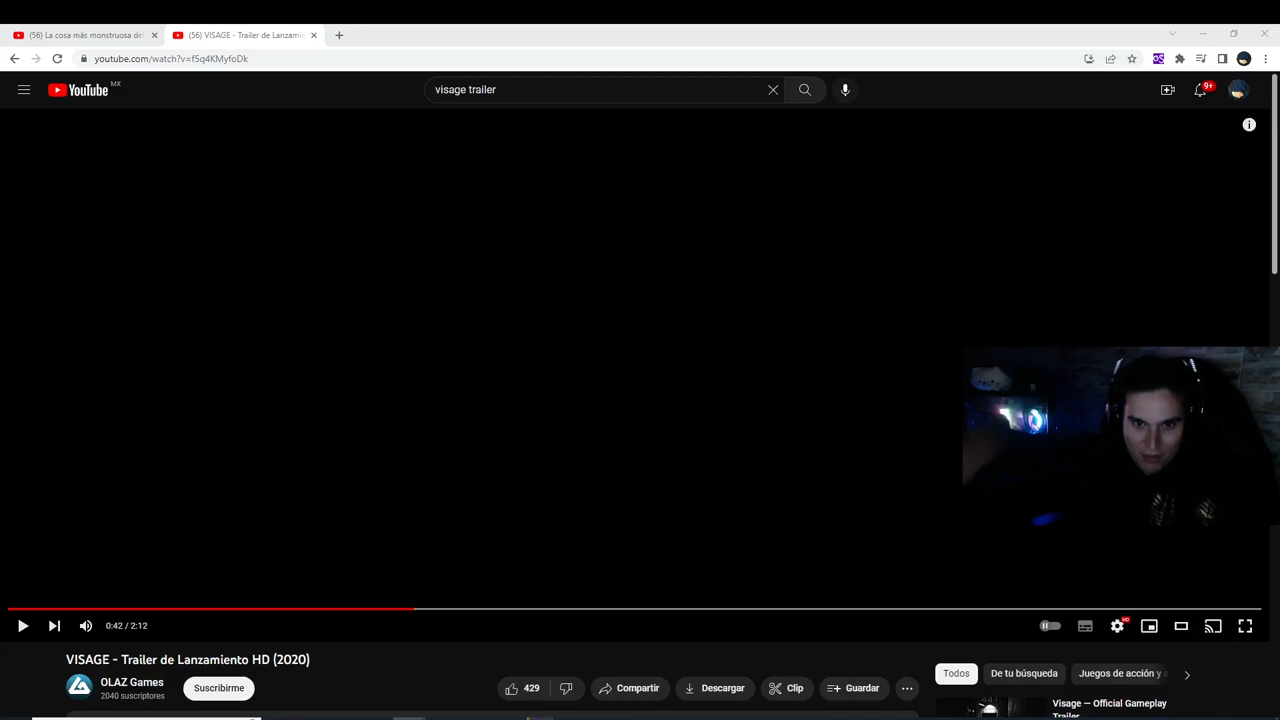 (56) La cosa más monstruosa de
(56) VISAGE - Trailer de Lanzamie
youtube.com/watch?v=f5q4KMyfoDk
YouTube MX
visage trailer
9+
0:42 / 2:12
HD
VISAGE - Trailer de Lanzamiento HD (2020)
OLAZ Games
2040 suscriptores
Suscribirme
429
Compartir
Descargar
Clip
Guardar
Todos
De tu búsqueda
Juegos de acción y a
Visage — Official Gameplay
Trailer